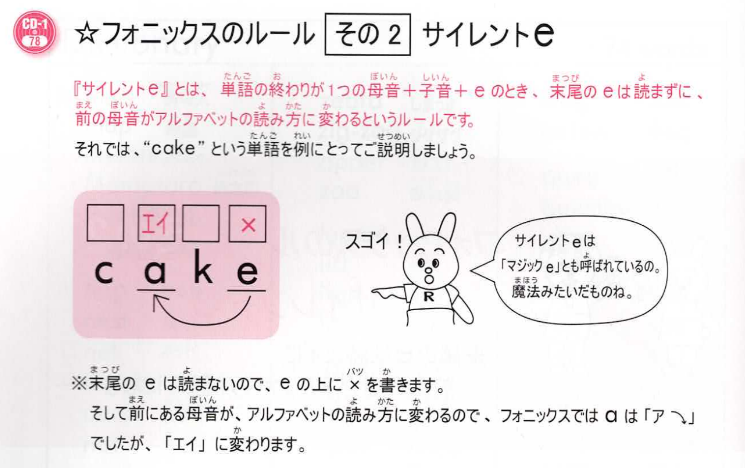 CD-1
78
☆フォニックスのルール その2 サイレントe
『サイレントe』とは、単語の終わりが1つの母音＋子音＋eのとき、末尾のeは読まずに、
前の母音がアルファベットの読み方に変わるというルールです。
それでは、“cake”という単語を例にとってご説明しましょう。
エイ ×
cake
スゴイ！
R
サイレントeは
「マジックe」とも呼ばれているの。
魔法みたいだものね。
※末尾の e は読まないので、e の上に × を書きます。
そして前にある母音が、アルファベットの読み方に変わるので、フォニックスでは a は「ア ヘ」
でしたが、「エイ」に変わります。